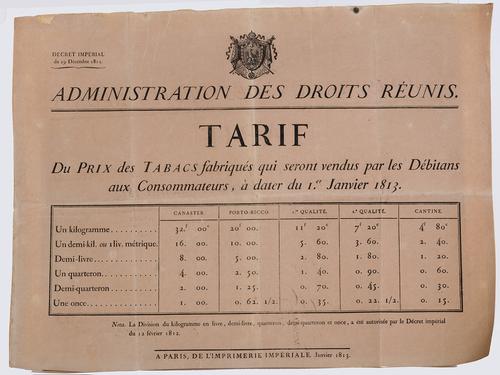 DECRET IMPÉRIAL
du 29 Décembre 1812.
ADMINISTRATION DES DROITS RÉUNIS.
TARIF
Du PRIX des TABACS fabriqués qui seront vendus par les Débitans
aux Consommateurs, à dater du 1.er Janvier 1813.
CANASTER PORTO-RICCO. 1re QUALITÉ. 2e QUALITÉ. CANTINE
Un kilogramme.......... 32.f 00c 20f 00c 11f 20c 7f 20c 4f 80c
Un demi-kil. ou 1 liv. métrique. 16. 00 10. 00 5. 60 3. 60 2. 40
Demi-livre............... 8. 00 5. 00 2. 80 1. 80 1. 20
Un quarteron............ 4. 00 2. 50 1. 40 0. 90 0. 60
Demi-quarteron......... 2. 00 1. 25 0. 70 0. 45 0. 30
Une once............... 1. 00 0. 62 1/2 0. 35 0. 22 1/2 0. 15
Nota. La Division du kilogramme en livre, demi-livre, quarteron, demi-quarteron et once, a été autorisée par le Décret impérial
du 12 février 1812.
A PARIS, DE L'IMPRIMERIE IMPÉRIALE. Janvier 1813.